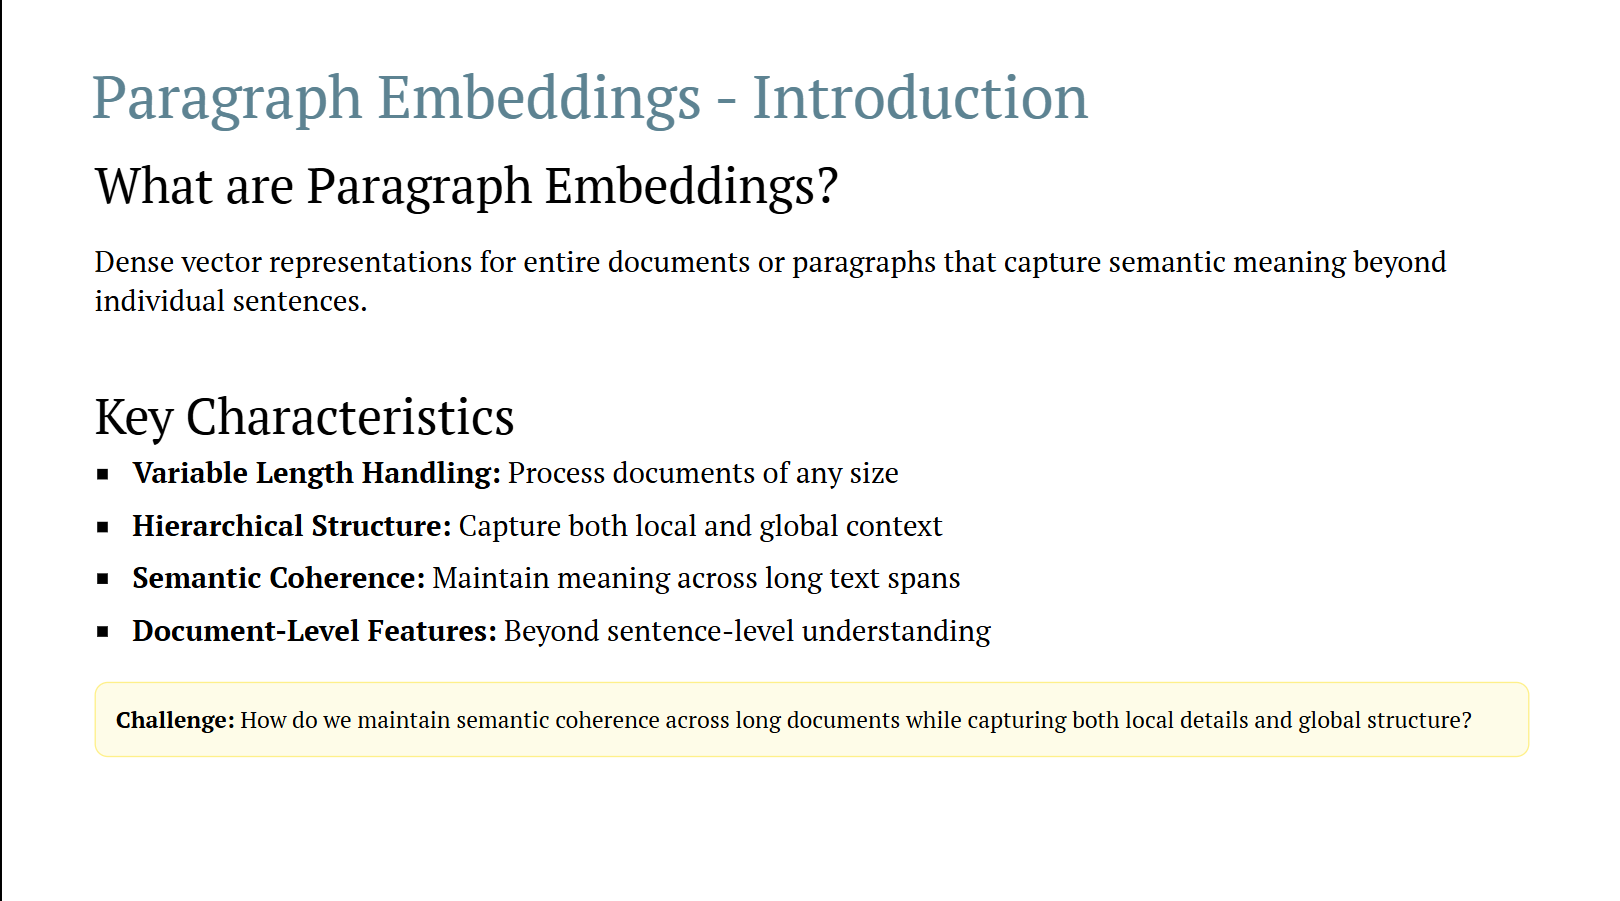 Paragraph Embeddings - Introduction
What are Paragraph Embeddings?
Dense vector representations for entire documents or paragraphs that capture semantic meaning beyond
individual sentences.
Key Characteristics
▪ Variable Length Handling: Process documents of any size
▪ Hierarchical Structure: Capture both local and global context
▪ Semantic Coherence: Maintain meaning across long text spans
▪ Document-Level Features: Beyond sentence-level understanding
Challenge: How do we maintain semantic coherence across long documents while capturing both local details and global structure?